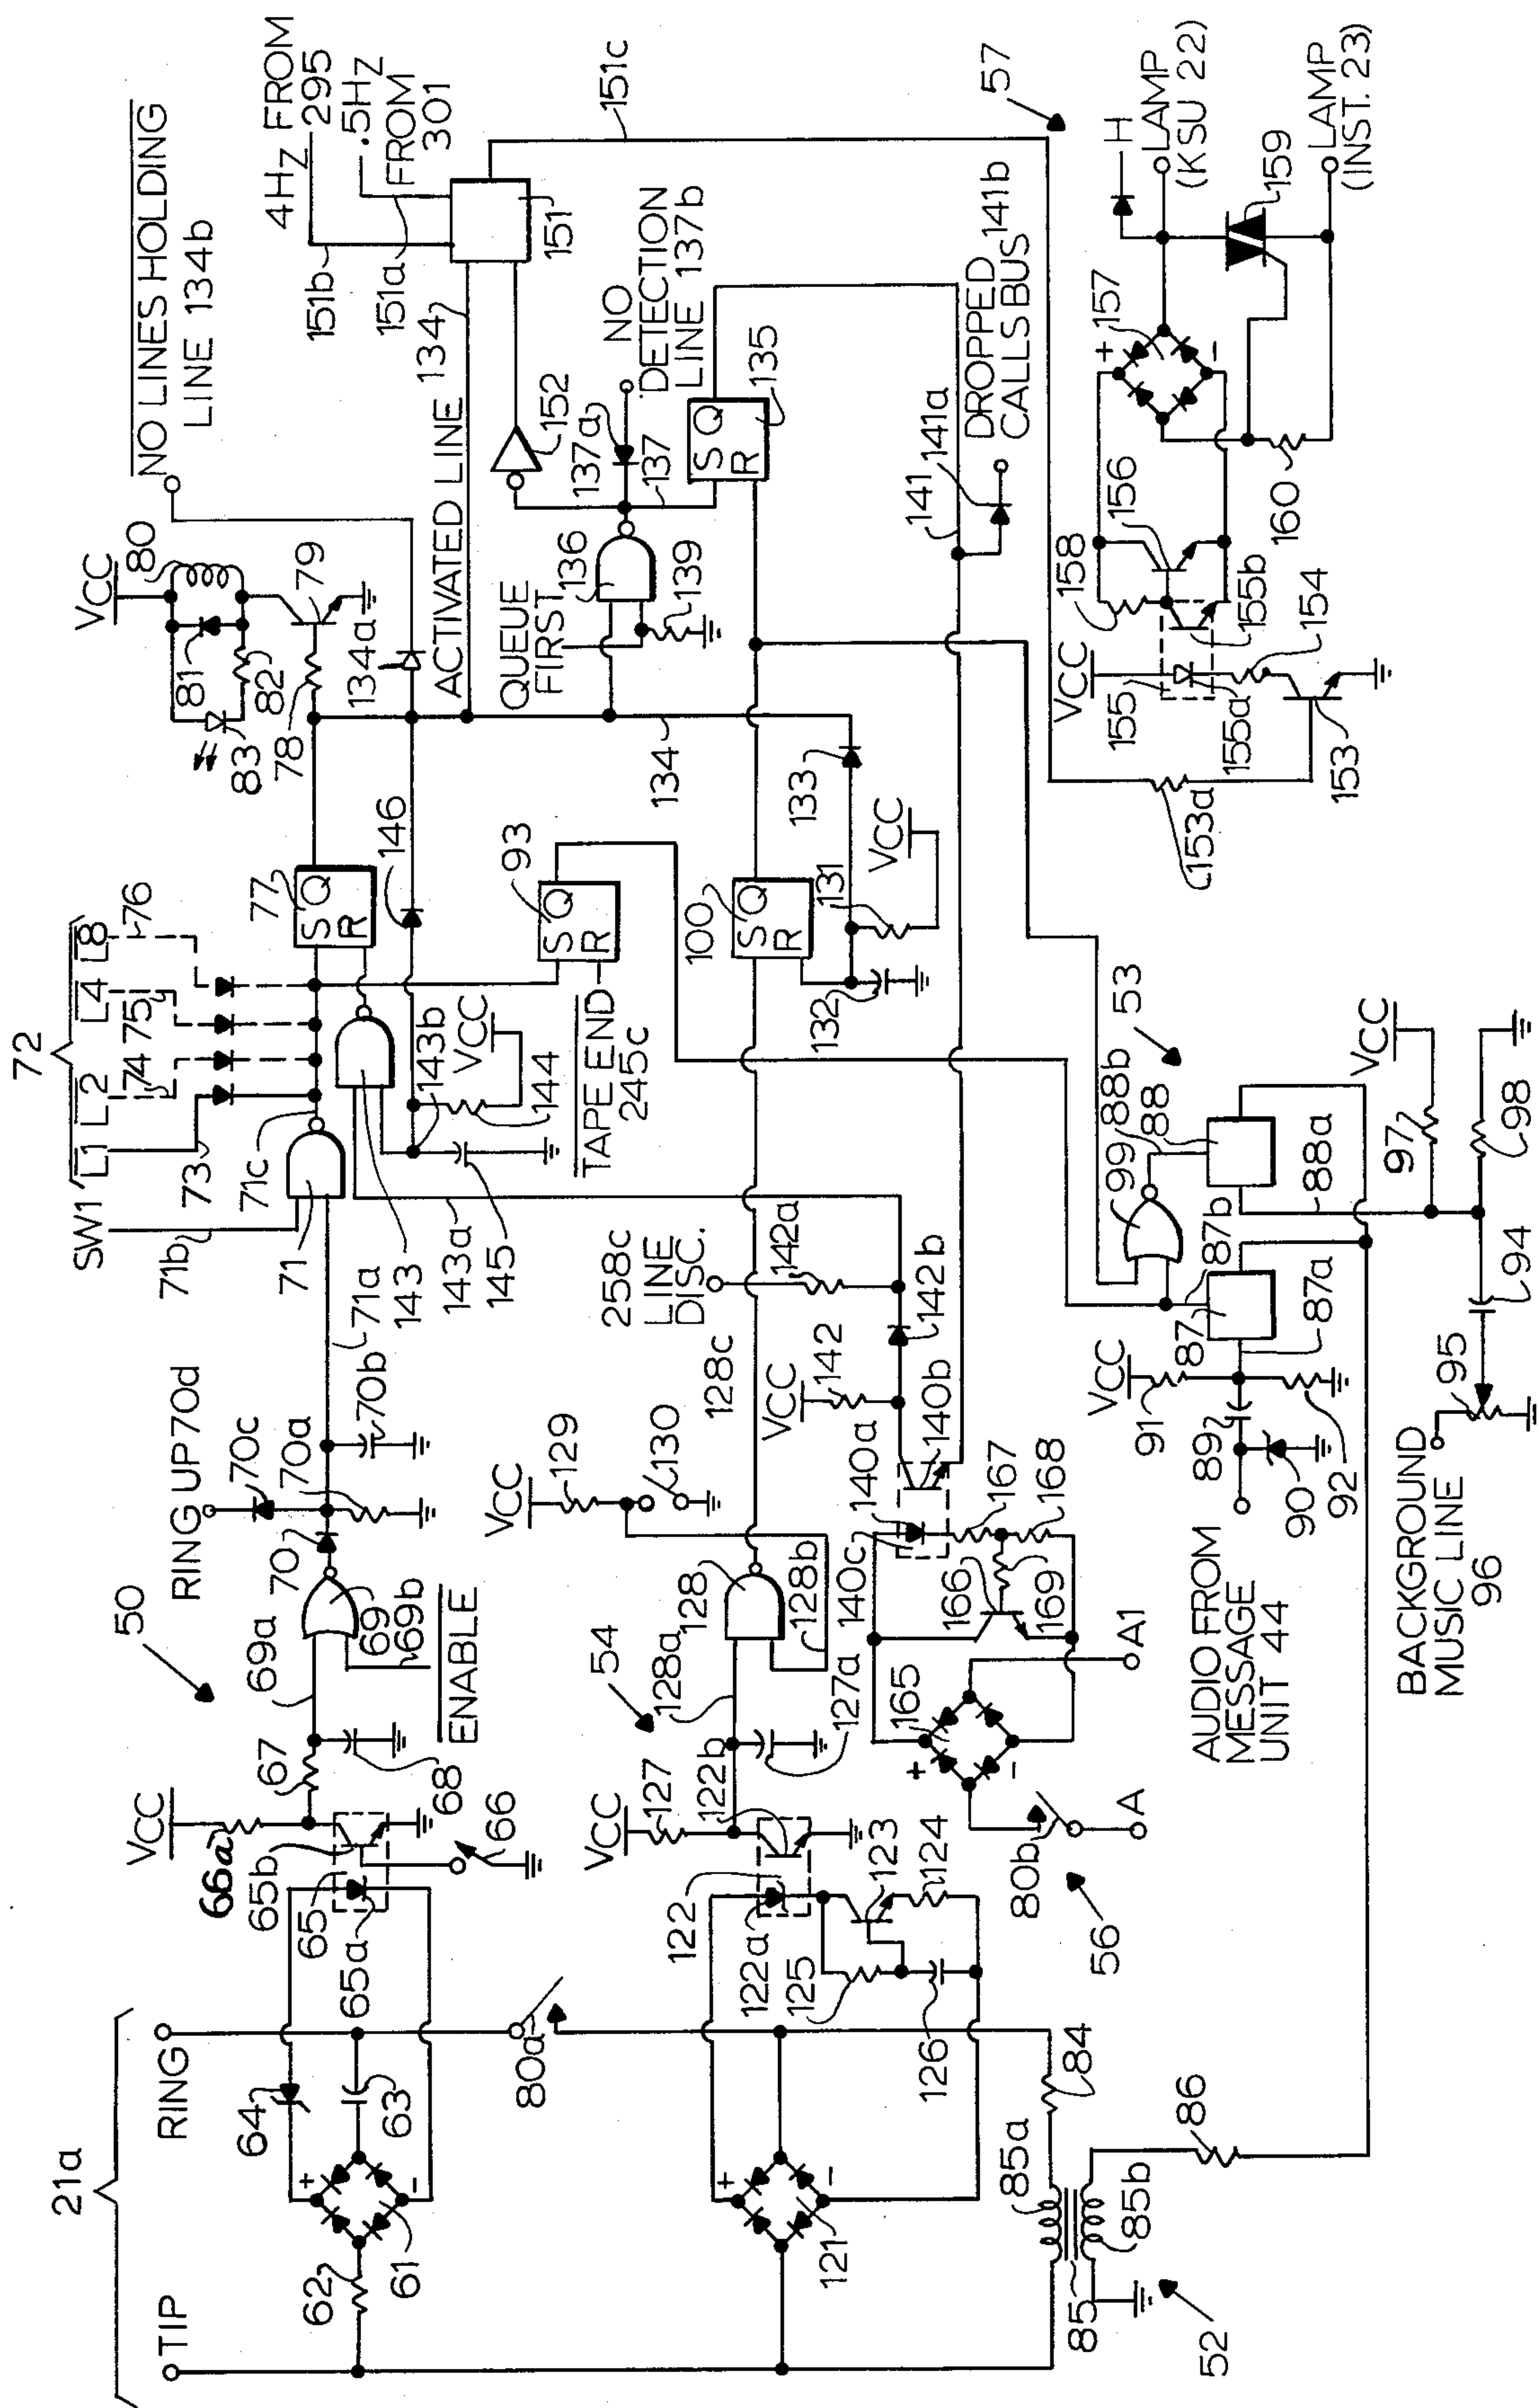 21a
TIP
RING
62
61
63
64
65a
65
65b
66a
VCC
66
67
68
69a
69
69b
ENABLE
50
70
70a
70b
70c
RING UP 70d
71a
71
71b
SW1
71c
72
L1
L2
L4
L8
73
74
75
76
77
S Q
R
78
79
80
VCC
81
82
83
134a
NO LINES HOLDING
LINE 134b
ACTIVATED LINE 134
4HZ FROM
295
.5HZ
FROM
301
151b
151a
151
151c
152
137a
137
NO
DETECTION
LINE 137b
QUEUE
FIRST
136
139
135
S Q
R
134
133
146
143
143a
143b
VCC
144
145
93
S Q
R
TAPE END
245c
100
S Q
R
131
VCC
132
141
141a
DROPPED
CALLS BUS
141b
57
80a
121
122
122a
122b
123
124
125
126
VCC
127
127a
54
128a
128
128b
128c
VCC
129
130
258c
LINE
DISC.
142a
142
VCC
142b
140a
140b
140c
165
166
167
168
169
A1
A
80b
56
84
85a
85
85b
86
52
AUDIO FROM
MESSAGE
UNIT 44
89
90
91
VCC
92
87
87a
87b
88
88a
88b
99
53
BACKGROUND
MUSIC LINE
96
95
94
97
VCC
98
153a
153
154
155
155a
155b
VCC
156
157
158
159
160
H
LAMP
(KSU 22)
LAMP
(INST. 23)
+
-
+
-
+
-
+
-